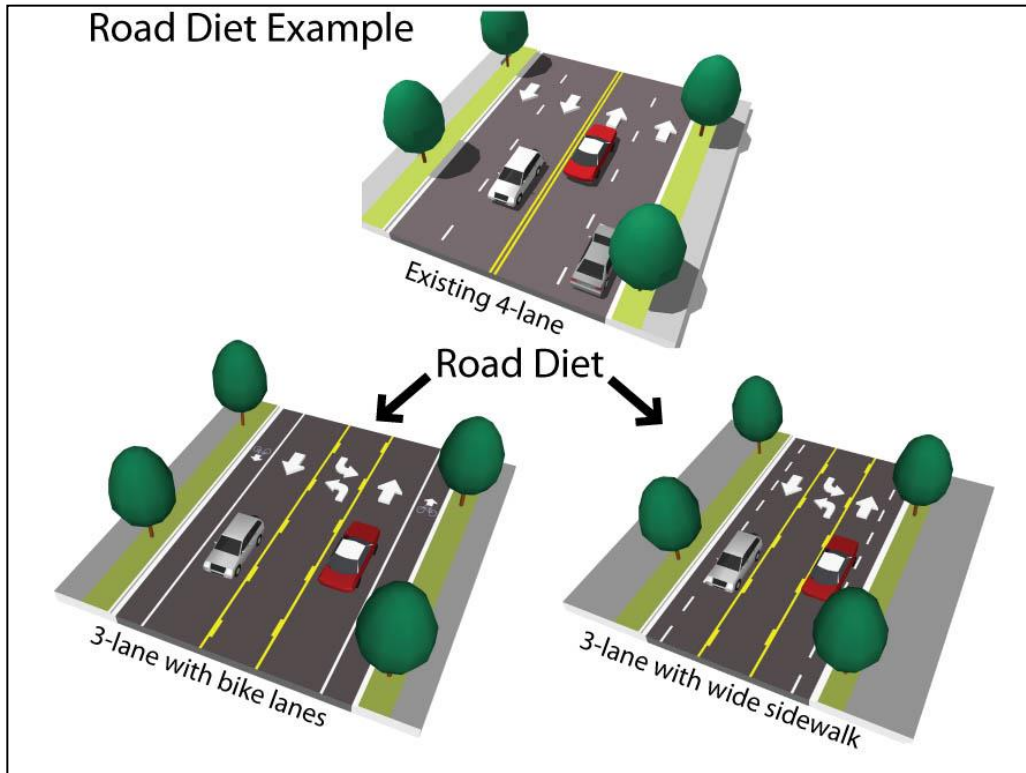 Road Diet Example
Existing 4-lane
Road Diet
3-lane with bike lanes
3-lane with wide sidewalk